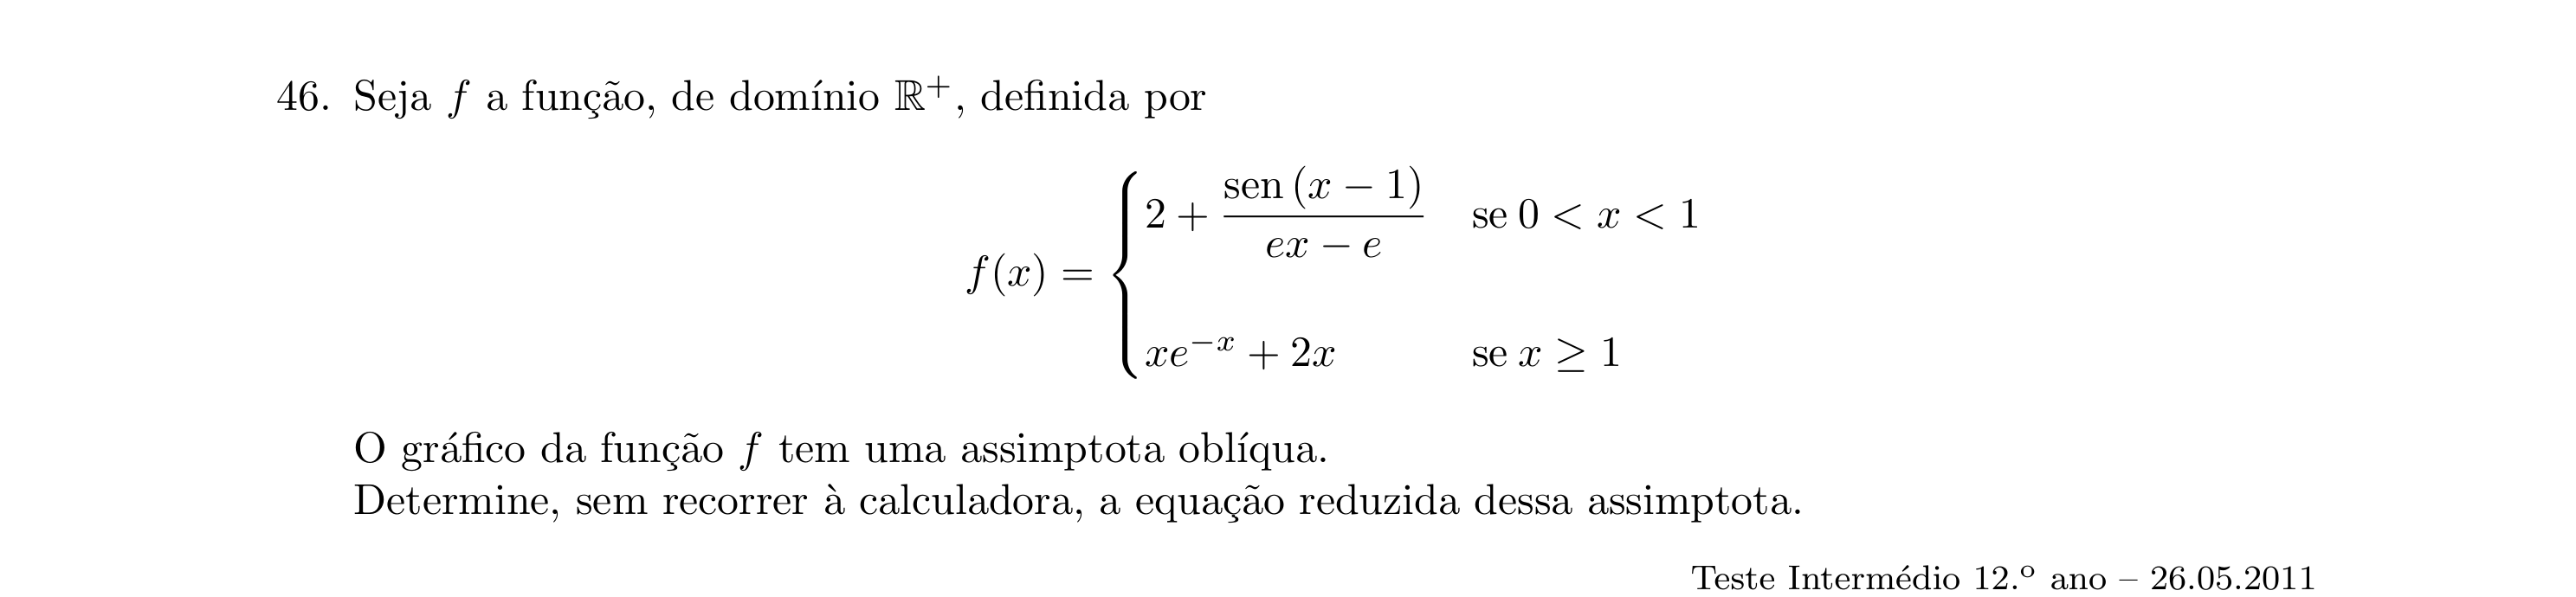 46. Seja f a função, de domínio ℝ⁺, definida por
f(x) = { 2 + sen (x − 1) / (ex − e) se 0 < x < 1
xe⁻ˣ + 2x se x ≥ 1
O gráfico da função f tem uma assimptota oblíqua.
Determine, sem recorrer à calculadora, a equação reduzida dessa assimptota.
Teste Intermédio 12.º ano – 26.05.2011